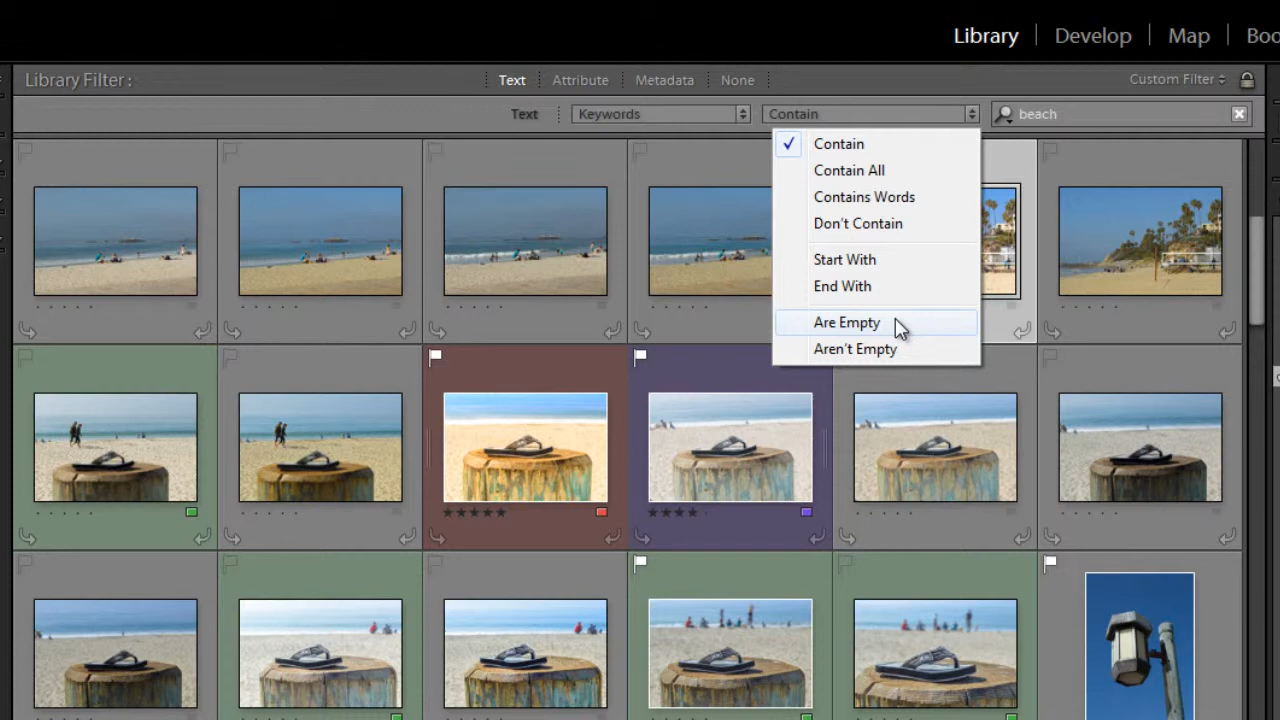 Library | Develop | Map | Boo
Library Filter : Text Attribute Metadata None Custom Filter
Text Keywords Contain beach
Contain
Contain All
Contains Words
Don't Contain
Start With
End With
Are Empty
Aren't Empty